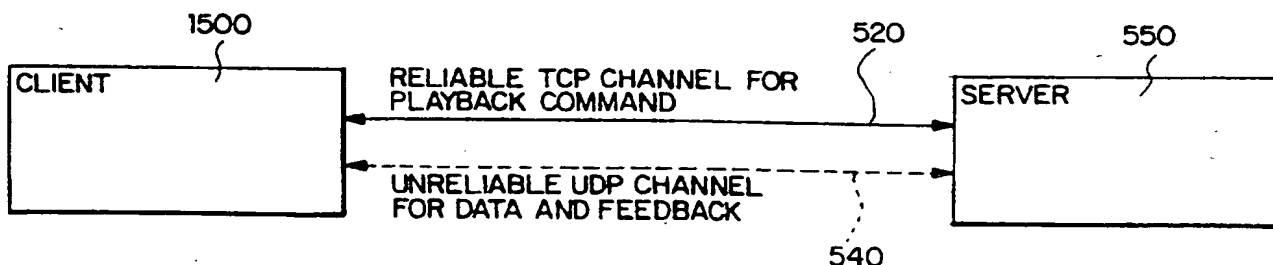 1500
520
550
CLIENT
RELIABLE TCP CHANNEL FOR
PLAYBACK COMMAND
SERVER
UNRELIABLE UDP CHANNEL
FOR DATA AND FEEDBACK
540